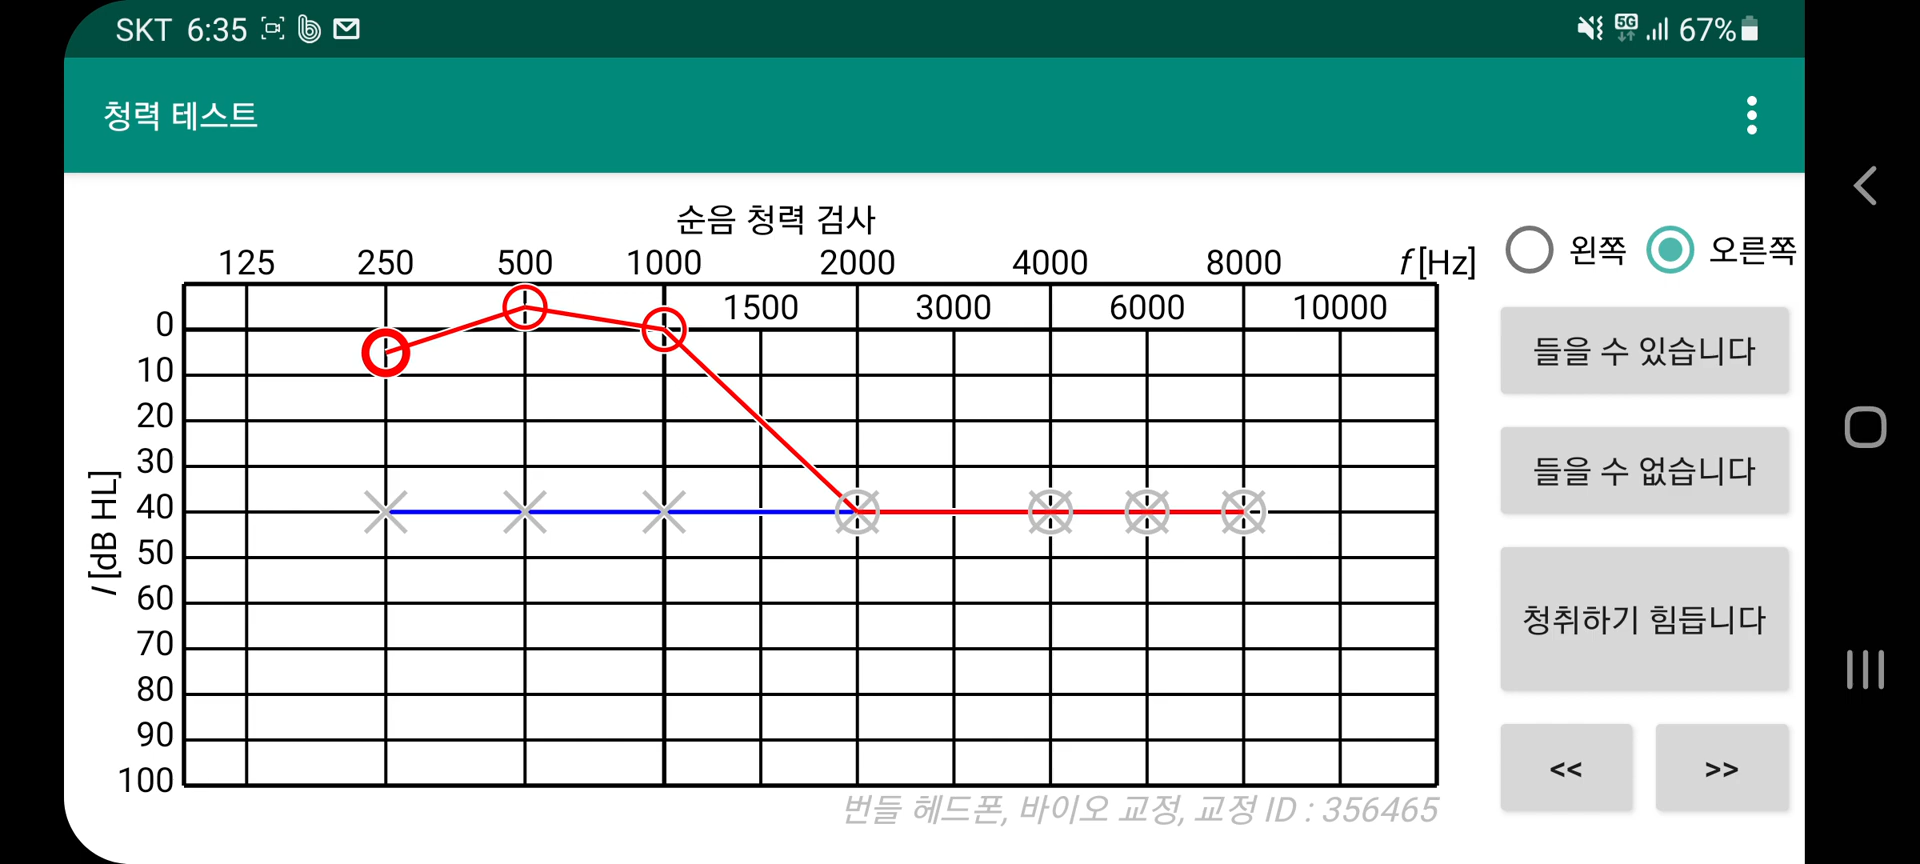 SKT 6:35 5G 67%
청력 테스트
순음 청력 검사
125 250 500 1000 2000 4000 8000 f [Hz]
1500 3000 6000 10000
0
10
20
30
40
50
60
70
80
90
100
I [dB HL]
번들 헤드폰, 바이오 교정, 교정 ID : 356465
왼쪽 오른쪽
들을 수 있습니다
들을 수 없습니다
청취하기 힘듭니다
<< >>